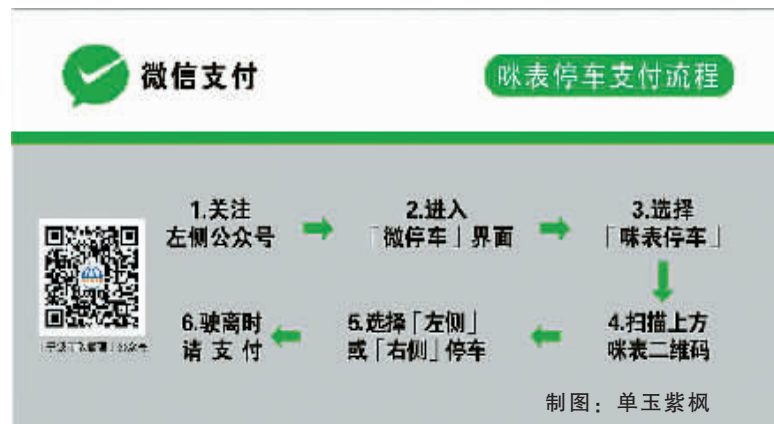 微信支付
咪表停车支付流程
1.关注
左侧公众号
2.进入
「微停车」界面
3.选择
「咪表停车」
4.扫描上方
咪表二维码
5.选择「左侧」
或「右侧」停车
6.驶离时
请支付
制图：单玉紫枫